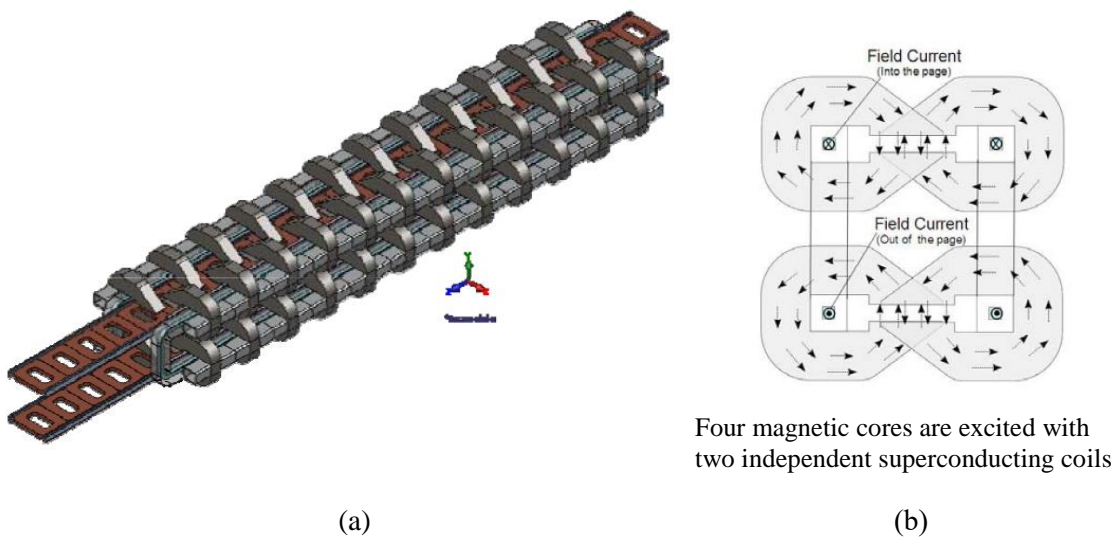 Field Current
(Into the page)
Field Current
(Out of the page)
Four magnetic cores are excited with
two independent superconducting coils
(a)
(b)